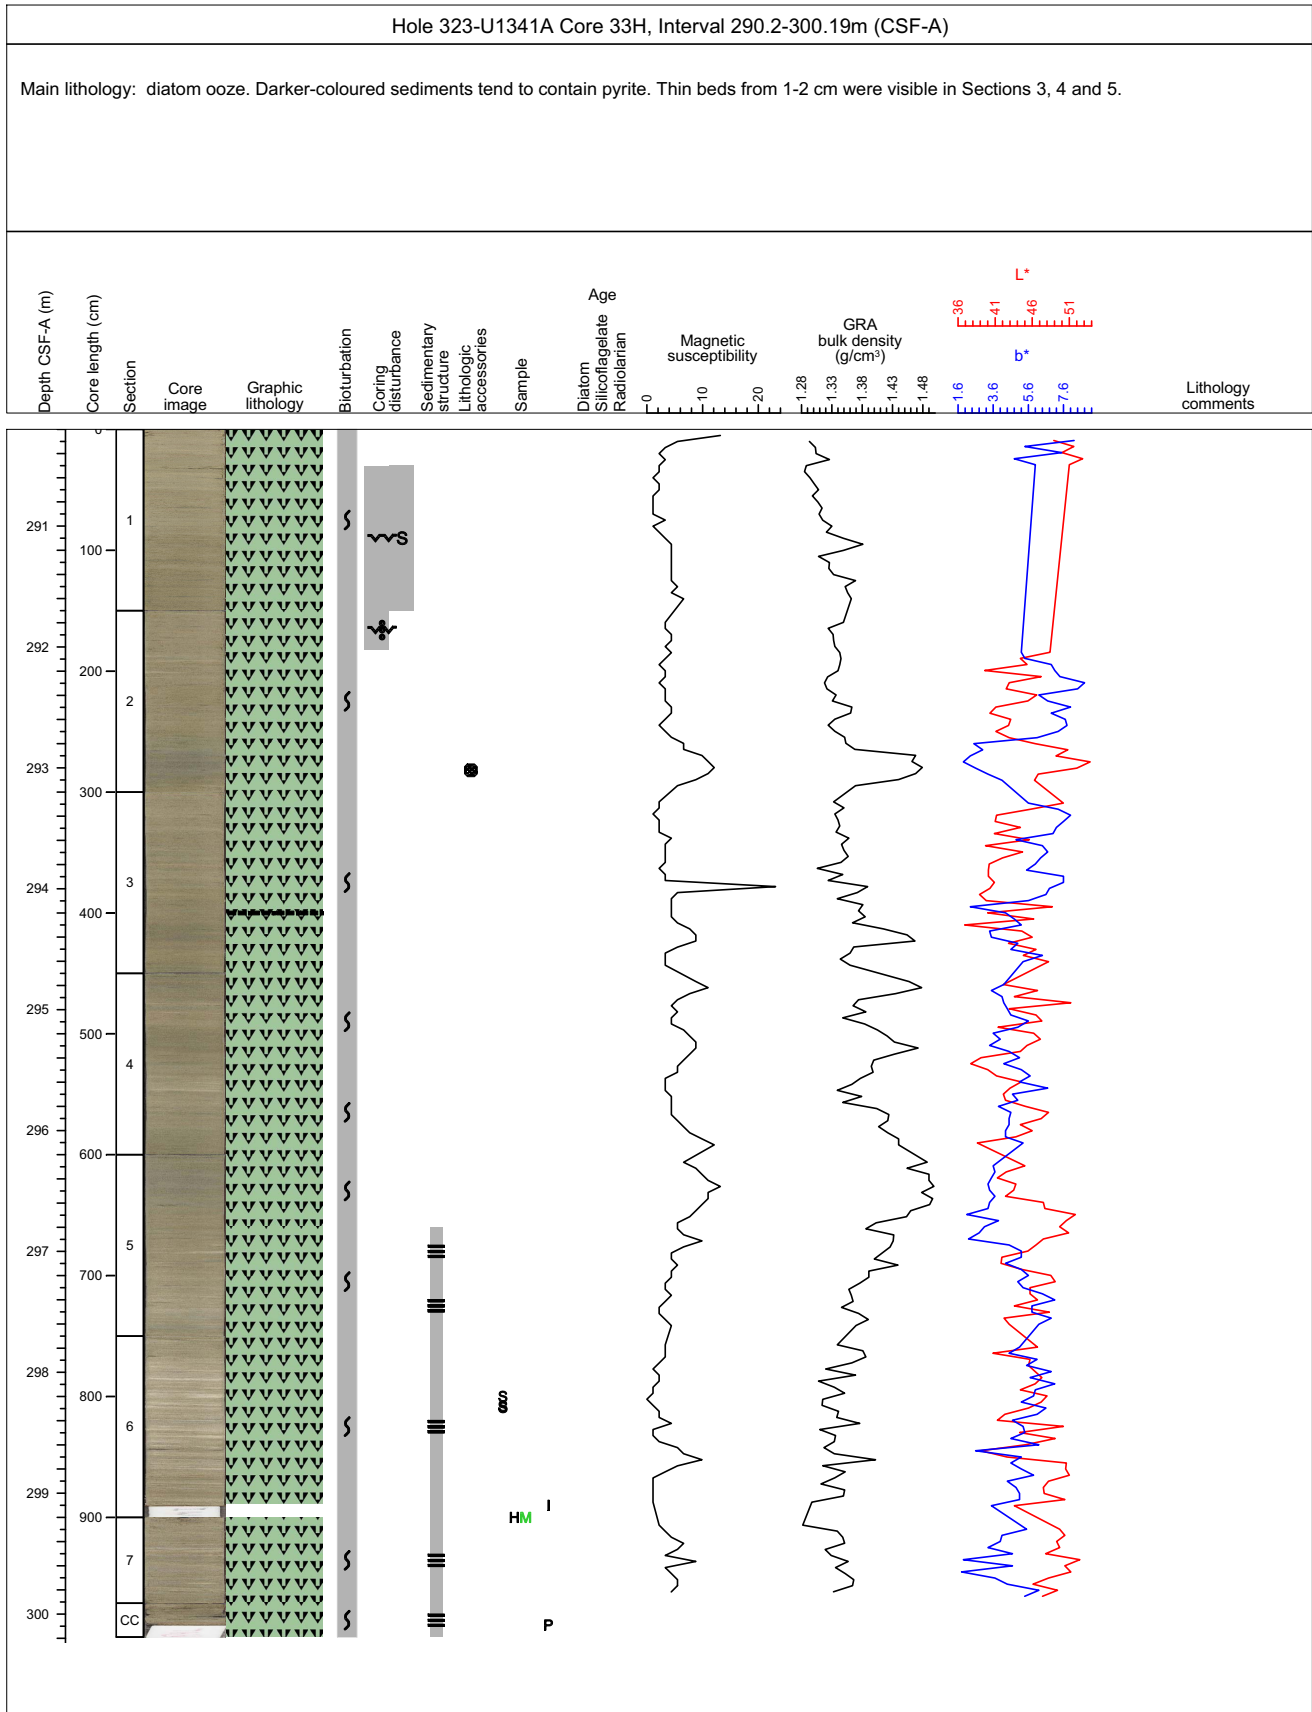 Hole 323-U1341A Core 33H, Interval 290.2-300.19m (CSF-A)
Main lithology: diatom ooze. Darker-coloured sediments tend to contain pyrite. Thin beds from 1-2 cm were visible in Sections 3, 4 and 5.
Depth CSF-A (m)
Core length (cm)
Section
Core
image
Graphic
lithology
Bioturbation
Coring
disturbance
Sedimentary
structure
Lithologic
accessories
Sample
Age
Diatom
Silicoflagelate
Radiolarian
Magnetic
susceptibility
0 10 20
GRA
bulk density
(g/cm³)
1.28 1.33 1.38 1.43 1.48
L*
36 41 46 51
b*
1.6 3.6 5.6 7.6
Lithology
comments
0
1
291
S
100
292
200
2
293
300
3
294
400
295
500
4
296
600
5
297
700
298
800
S
S
6
299
I
900
HM
7
300
CC
P